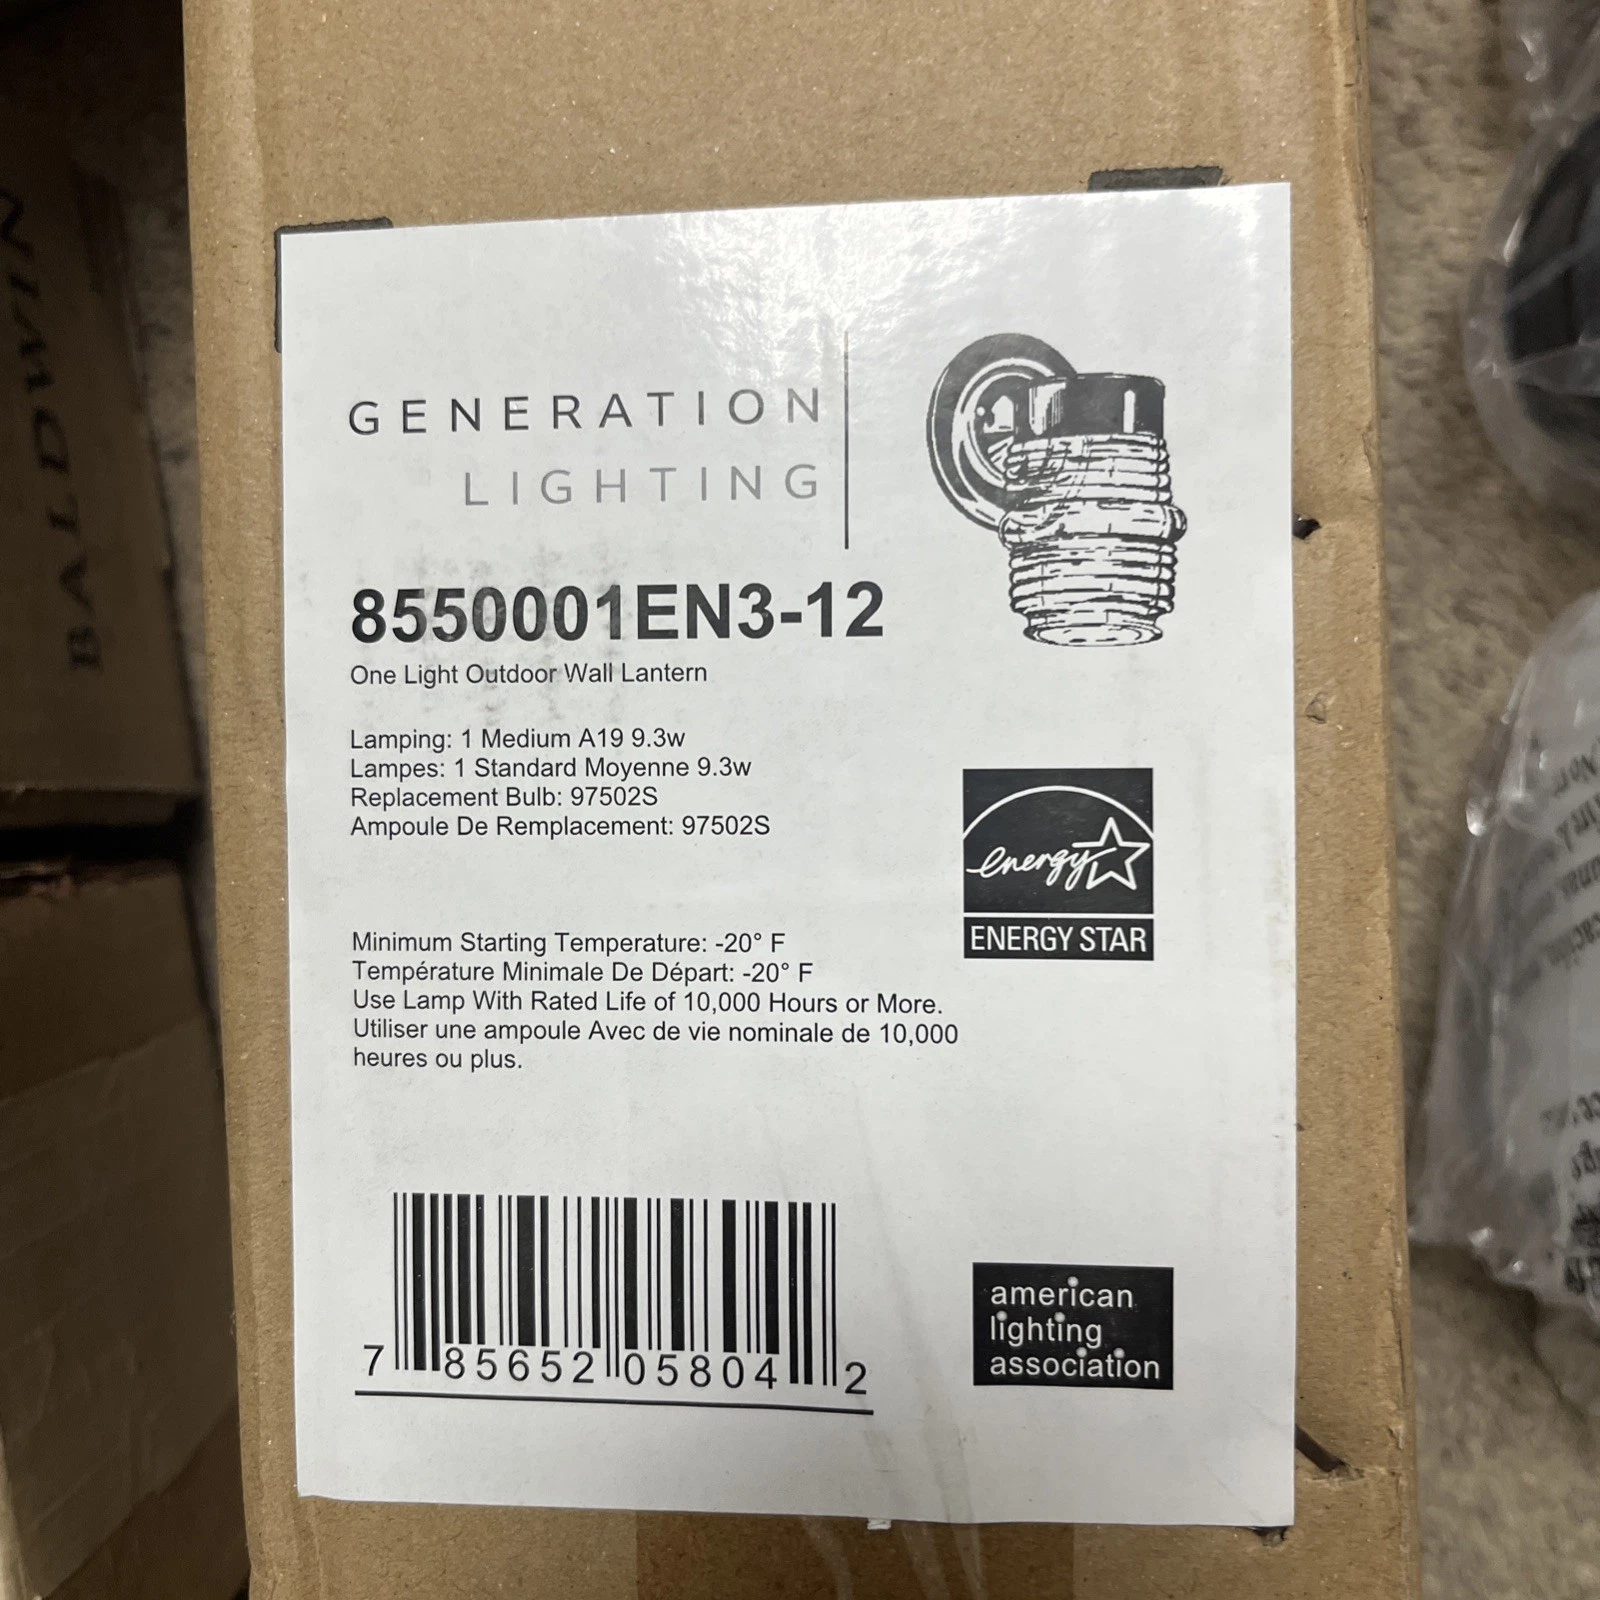 BALDWIN
GENERATION
LIGHTING
8550001EN3-12
One Light Outdoor Wall Lantern
Lamping: 1 Medium A19 9.3w
Lampes: 1 Standard Moyenne 9.3w
Replacement Bulb: 97502S
Ampoule De Remplacement: 97502S
energy
ENERGY STAR
Minimum Starting Temperature: -20° F
Température Minimale De Départ: -20° F
Use Lamp With Rated Life of 10,000 Hours or More.
Utiliser une ampoule Avec de vie nominale de 10,000
heures ou plus.
7 85652 05804 2
american
lighting
association